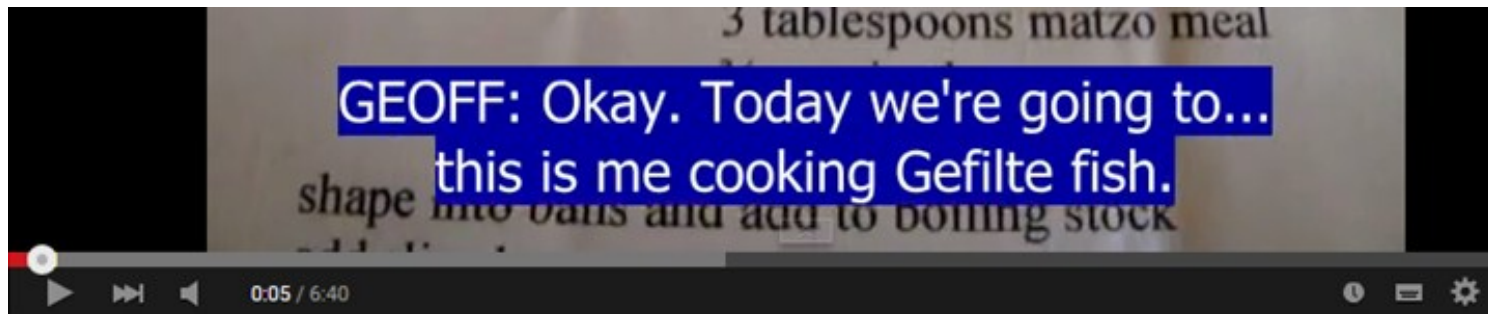 3 tablespoons matzo meal
GEOFF: Okay. Today we're going to...
this is me cooking Gefilte fish.
shape into balls and add to boiling stock
0:05 / 6:40